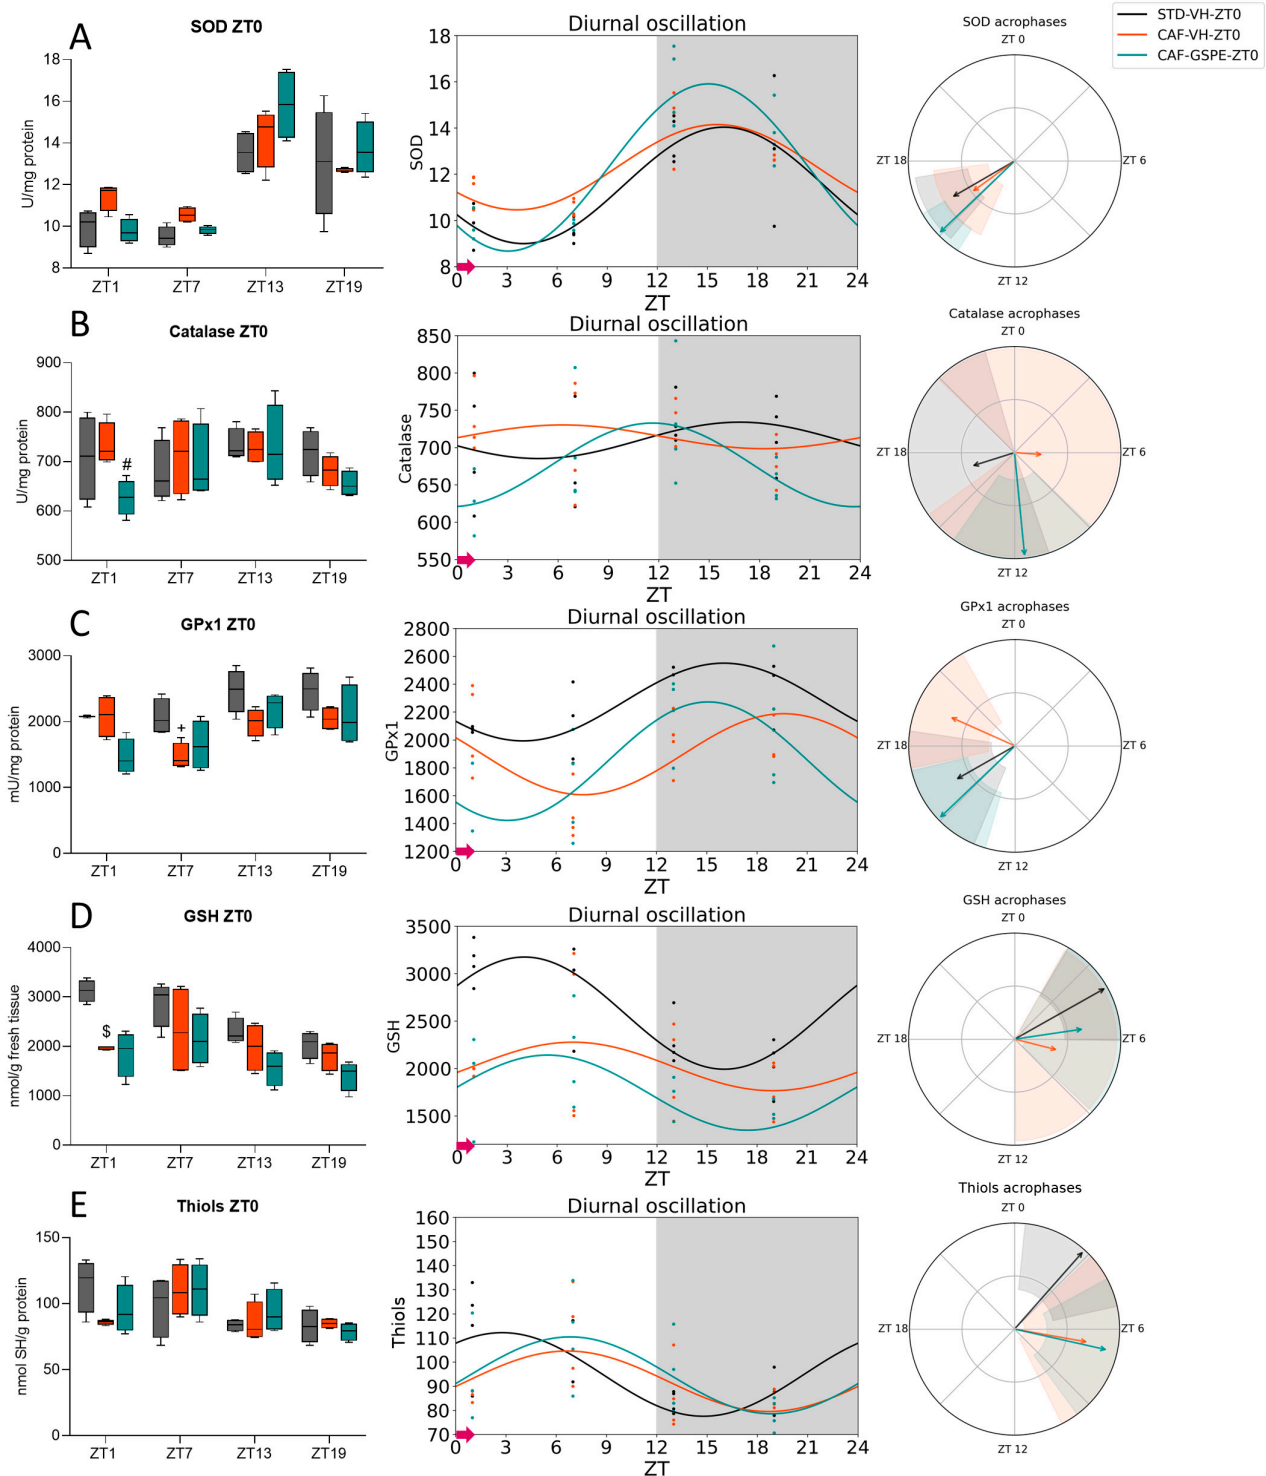 STD-VH-ZT0
CAF-VH-ZT0
CAF-GSPE-ZT0
A
SOD ZT0
U/mg protein
18
16
14
12
10
8
ZT1 ZT7 ZT13 ZT19
Diurnal oscillation
SOD
18
16
14
12
10
8
0 3 6 9 12 15 18 21 24
ZT
SOD acrophases
ZT 0
ZT 18
ZT 6
ZT 12
B
Catalase ZT0
U/mg protein
900
800
700
600
500
#
ZT1 ZT7 ZT13 ZT19
Diurnal oscillation
Catalase
850
800
750
700
650
600
550
0 3 6 9 12 15 18 21 24
ZT
Catalase acrophases
ZT 0
ZT 18
ZT 6
ZT 12
C
GPx1 ZT0
mU/mg protein
3000
2000
1000
0
+
ZT1 ZT7 ZT13 ZT19
Diurnal oscillation
GPx1
2800
2600
2400
2200
2000
1800
1600
1400
1200
0 3 6 9 12 15 18 21 24
ZT
GPx1 acrophases
ZT 0
ZT 18
ZT 6
ZT 12
D
GSH ZT0
nmol/g fresh tissue
4000
3000
2000
1000
0
$
ZT1 ZT7 ZT13 ZT19
Diurnal oscillation
GSH
3500
3000
2500
2000
1500
0 3 6 9 12 15 18 21 24
ZT
GSH acrophases
ZT 0
ZT 18
ZT 6
ZT 12
E
Thiols ZT0
nmol SH/g protein
150
100
50
0
ZT1 ZT7 ZT13 ZT19
Diurnal oscillation
Thiols
160
150
140
130
120
110
100
90
80
70
0 3 6 9 12 15 18 21 24
ZT
Thiols acrophases
ZT 0
ZT 18
ZT 6
ZT 12